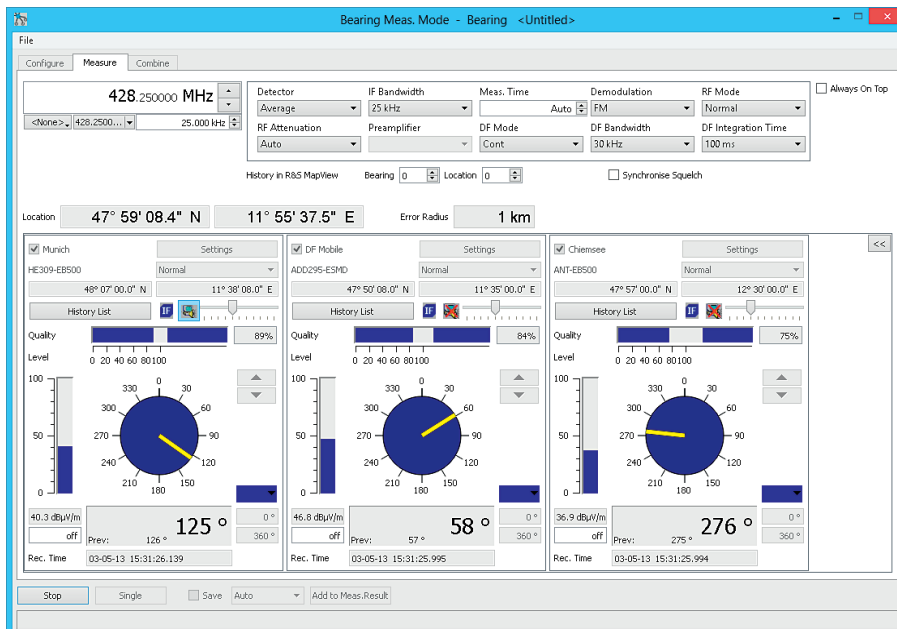 Bearing Meas. Mode - Bearing <Untitled>
File
Configure Measure Combine
428.250000 MHz
<None> 428.2500... 25.000 kHz
Detector IF Bandwidth Meas. Time Demodulation RF Mode
Average 25 kHz Auto FM Normal
RF Attenuation Preamplifier DF Mode DF Bandwidth DF Integration Time
Auto Cont 30 kHz 100 ms
Always On Top
History in R&S MapView Bearing 0 Location 0 Synchronise Squelch
Location 47° 59' 08.4" N 11° 55' 37.5" E Error Radius 1 km
<<
Munich Settings
HE309-EB500 Normal
48° 07' 00.0" N 11° 38' 08.0" E
History List IF
Quality 89%
Level 0 20 40 60 80 100
100
50
0
0
30
60
90
120
150
180
210
240
270
300
330
40.3 dBµV/m 125 ° 0 °
off Prev: 126 ° 360 °
Rec. Time 03-05-13 15:31:26.139
DF Mobile Settings
ADD295-ESMD Normal
47° 50' 08.0" N 11° 35' 00.0" E
History List IF
Quality 84%
Level 0 20 40 60 80 100
100
50
0
0
30
60
90
120
150
180
210
240
270
300
330
46.8 dBµV/m 58 ° 0 °
off Prev: 57 ° 360 °
Rec. Time 03-05-13 15:31:25.995
Chiemsee Settings
ANT-EB500 Normal
47° 57' 00.0" N 12° 30' 00.0" E
History List IF
Quality 75%
Level 0 20 40 60 80 100
100
50
0
0
30
60
90
120
150
180
210
240
270
300
330
36.9 dBµV/m 276 ° 0 °
off Prev: 275 ° 360 °
Rec. Time 03-05-13 15:31:25.994
Stop Single Save Auto Add to Meas.Result